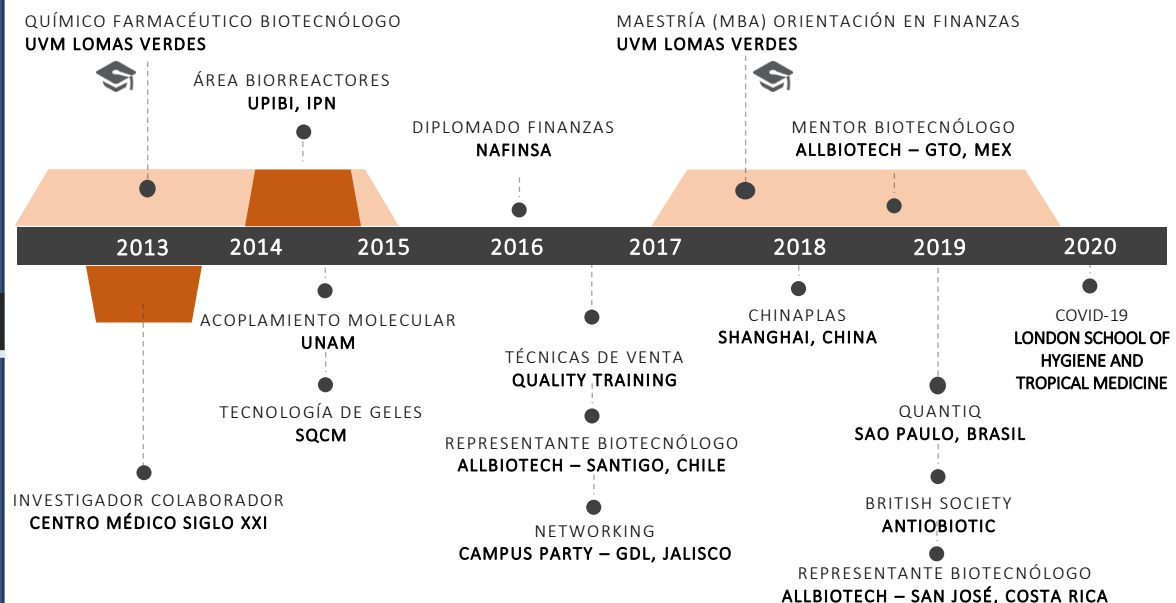 QUÍMICO FARMACÉUTICO BIOTECNÓLOGO
UVM LOMAS VERDES
MAESTRÍA (MBA) ORIENTACIÓN EN FINANZAS
UVM LOMAS VERDES
ÁREA BIORREACTORES
UPIBI, IPN
DIPLOMADO FINANZAS
NAFINSA
MENTOR BIOTECNÓLOGO
ALLBIOTECH – GTO, MEX
2013 2014 2015 2016 2017 2018 2019 2020
ACOPLAMIENTO MOLECULAR
UNAM
TECNOLOGÍA DE GELES
SQCM
INVESTIGADOR COLABORADOR
CENTRO MÉDICO SIGLO XXI
TÉCNICAS DE VENTA
QUALITY TRAINING
REPRESENTANTE BIOTECNÓLOGO
ALLBIOTECH – SANTIGO, CHILE
NETWORKING
CAMPUS PARTY – GDL, JALISCO
CHINAPLAS
SHANGHAI, CHINA
QUANTIQ
SAO PAULO, BRASIL
BRITISH SOCIETY
ANTIOBIOTIC
REPRESENTANTE BIOTECNÓLOGO
ALLBIOTECH – SAN JOSÉ, COSTA RICA
COVID-19
LONDON SCHOOL OF
HYGIENE AND
TROPICAL MEDICINE